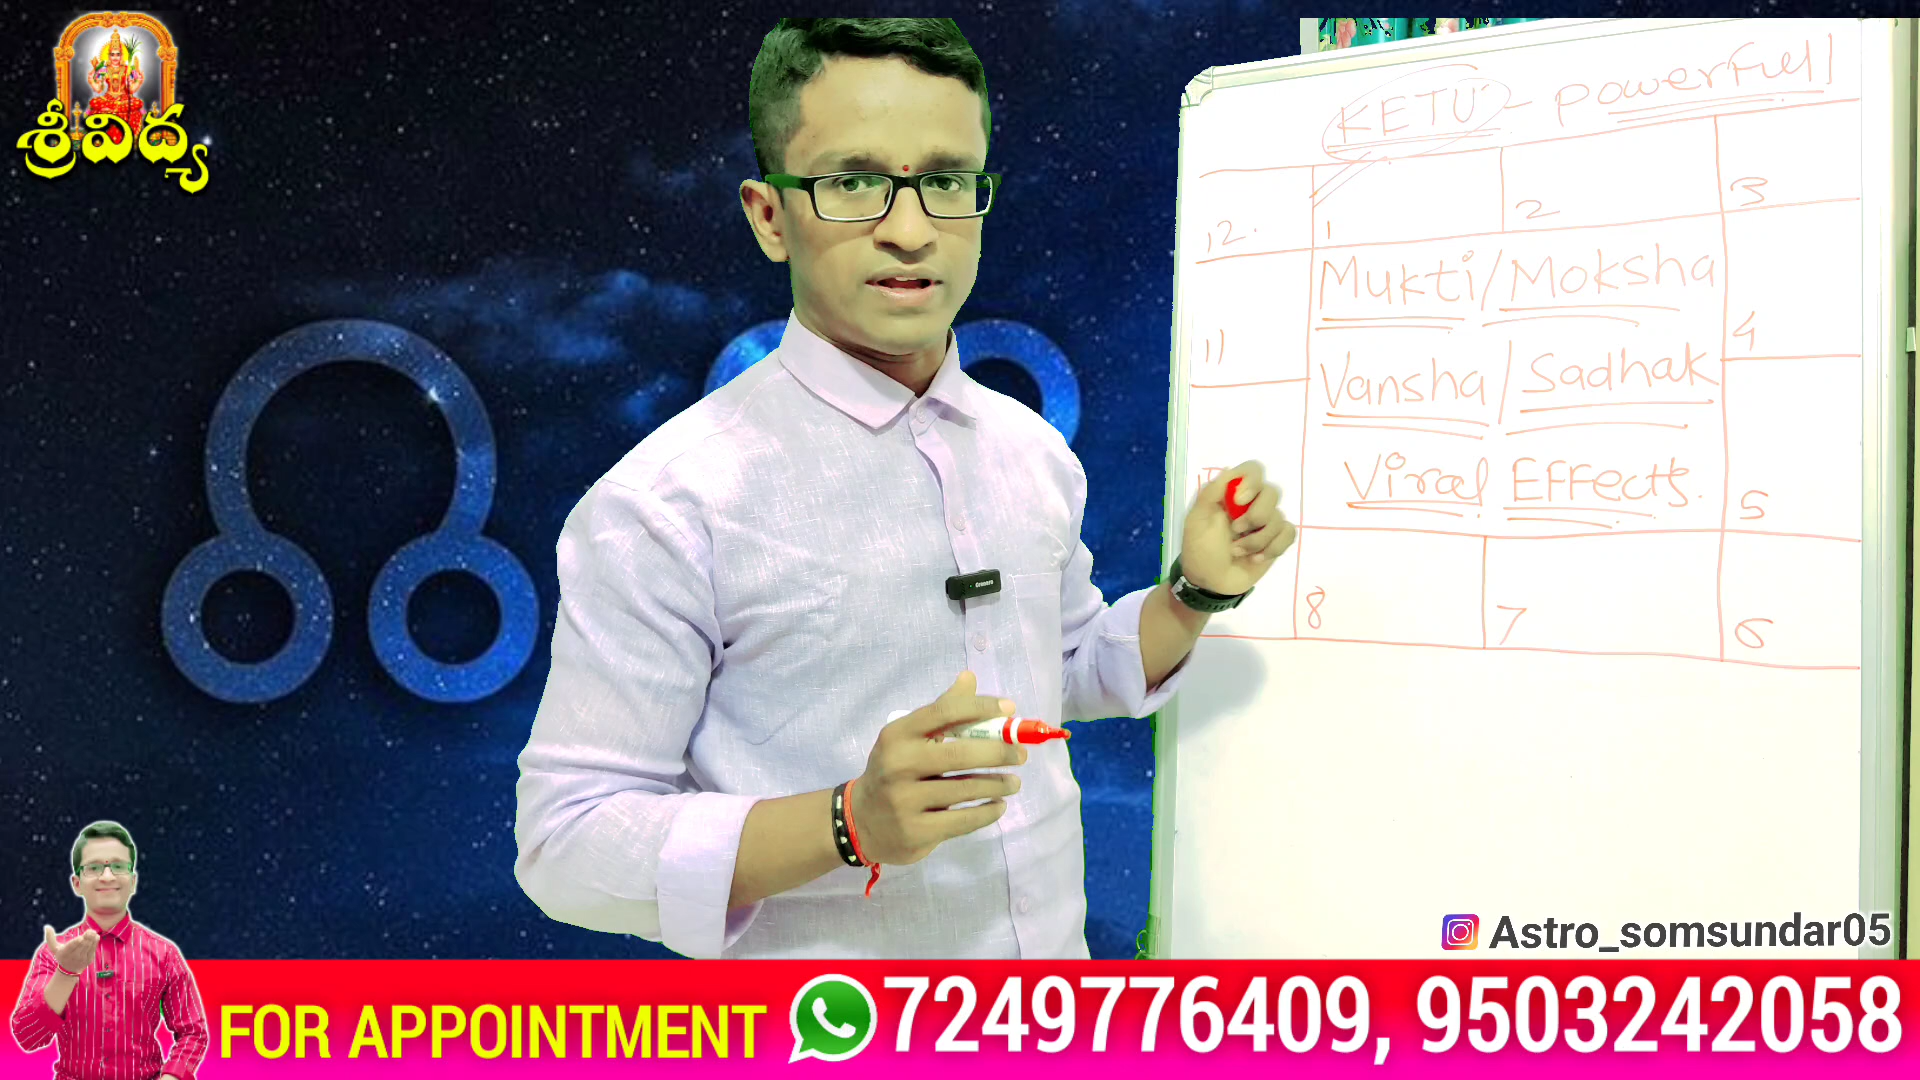 శ్రీవిద్య
KETU - powerfull
12.
1
2
3
Mukti/Moksha
11
4
Vansha/Sadhak
Viral Effects.
5
8
7
6
Astro_somsundar05
FOR APPOINTMENT 7249776409, 9503242058